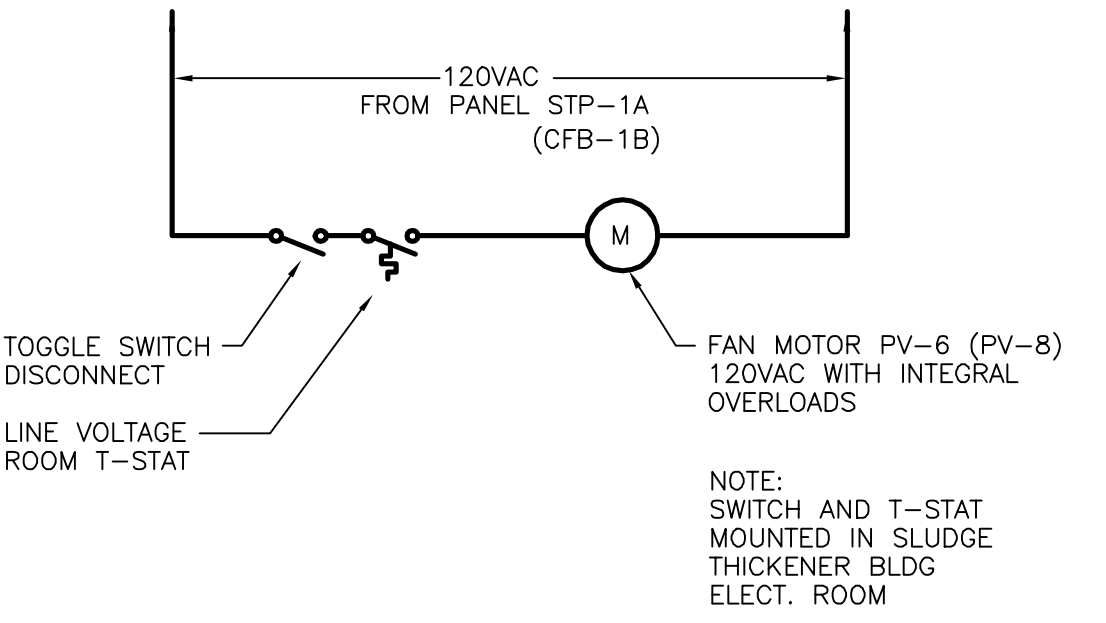 120VAC
FROM PANEL STP-1A
(CFB-1B)
M
TOGGLE SWITCH
DISCONNECT
LINE VOLTAGE
ROOM T-STAT
FAN MOTOR PV-6 (PV-8)
120VAC WITH INTEGRAL
OVERLOADS
NOTE:
SWITCH AND T-STAT
MOUNTED IN SLUDGE
THICKENER BLDG
ELECT. ROOM